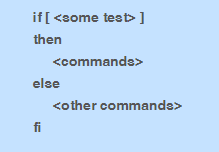 if [ <some test> ]
then
<commands>
else
<other commands>
fi